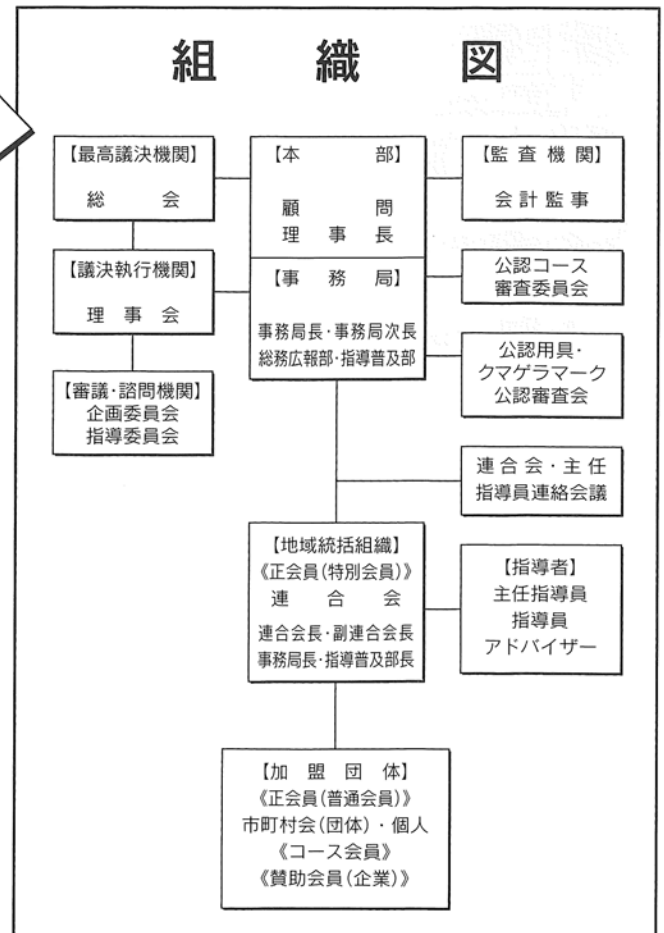 組織図
【最高議決機関】
総会
【議決執行機関】
理事会
【審議・諮問機関】
企画委員会
指導委員会
【本部】
顧問
理事長
【事務局】
事務局長・事務局次長
総務広報部・指導普及部
【監査機関】
会計監事
公認コース
審査委員会
公認用具・
クマゲラマーク
公認審査会
連合会・主任
指導員連絡会議
【地域統括組織】
《正会員(特別会員)》
連合会
連合会長・副連合会長
事務局長・指導普及部長
【指導者】
主任指導員
指導員
アドバイザー
【加盟団体】
《正会員(普通会員)》
市町村会(団体)・個人
《コース会員》
《賛助会員(企業)》